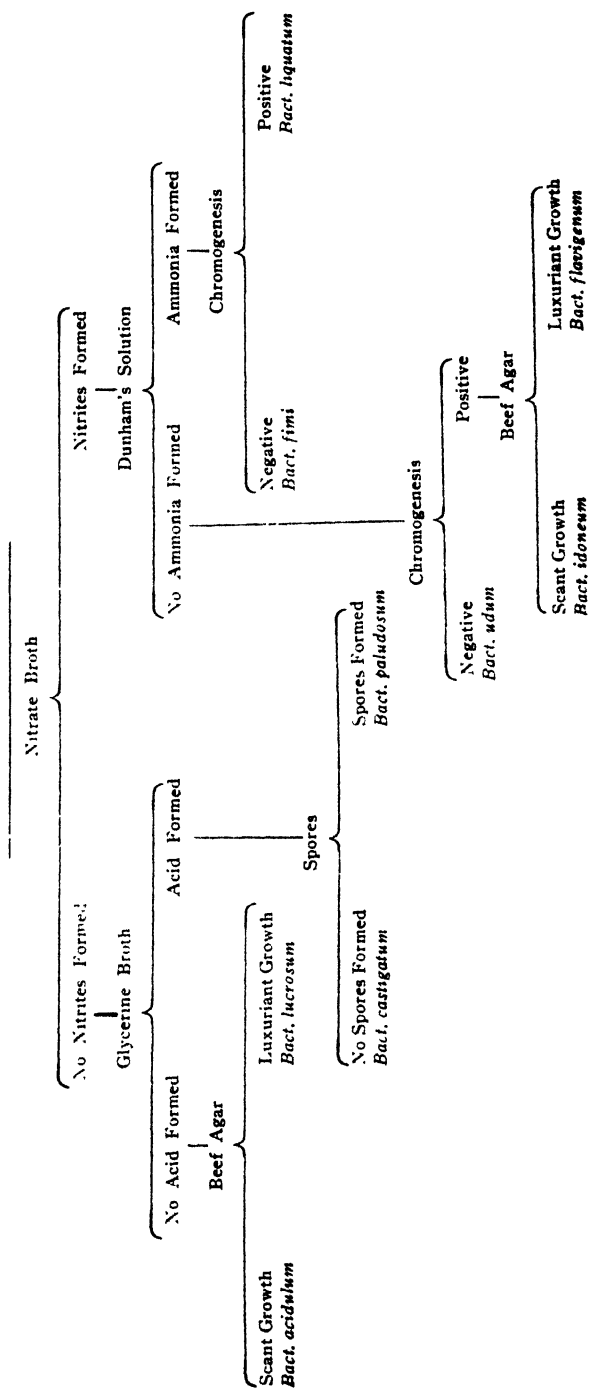 Nitrate Broth
No Nitrites Formed
Nitrites Formed
Glycerine Broth
Dunham's Solution
No Acid Formed
Acid Formed
No Ammonia Formed
Ammonia Formed
Beef Agar
Chromogenesis
Scant Growth
Bact. acidulum
Luxuriant Growth
Bact. lucrosum
Negative
Bact. fimi
Positive
Bact. liquatum
Spores
No Spores Formed
Bact. castigatum
Spores Formed
Bact. paludosum
Chromogenesis
Negative
Bact. udum
Positive
Beef Agar
Scant Growth
Bact. idoneum
Luxuriant Growth
Bact. flavigenum